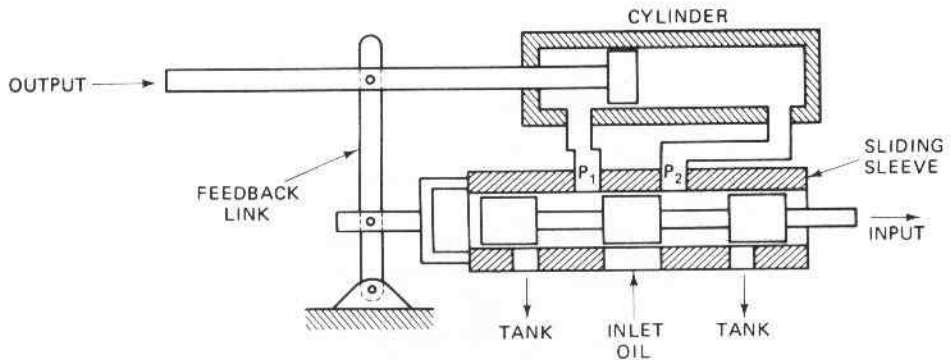 CYLINDER
OUTPUT
SLIDING
SLEEVE
FEEDBACK
LINK
P1
P2
INPUT
TANK
INLET
OIL
TANK